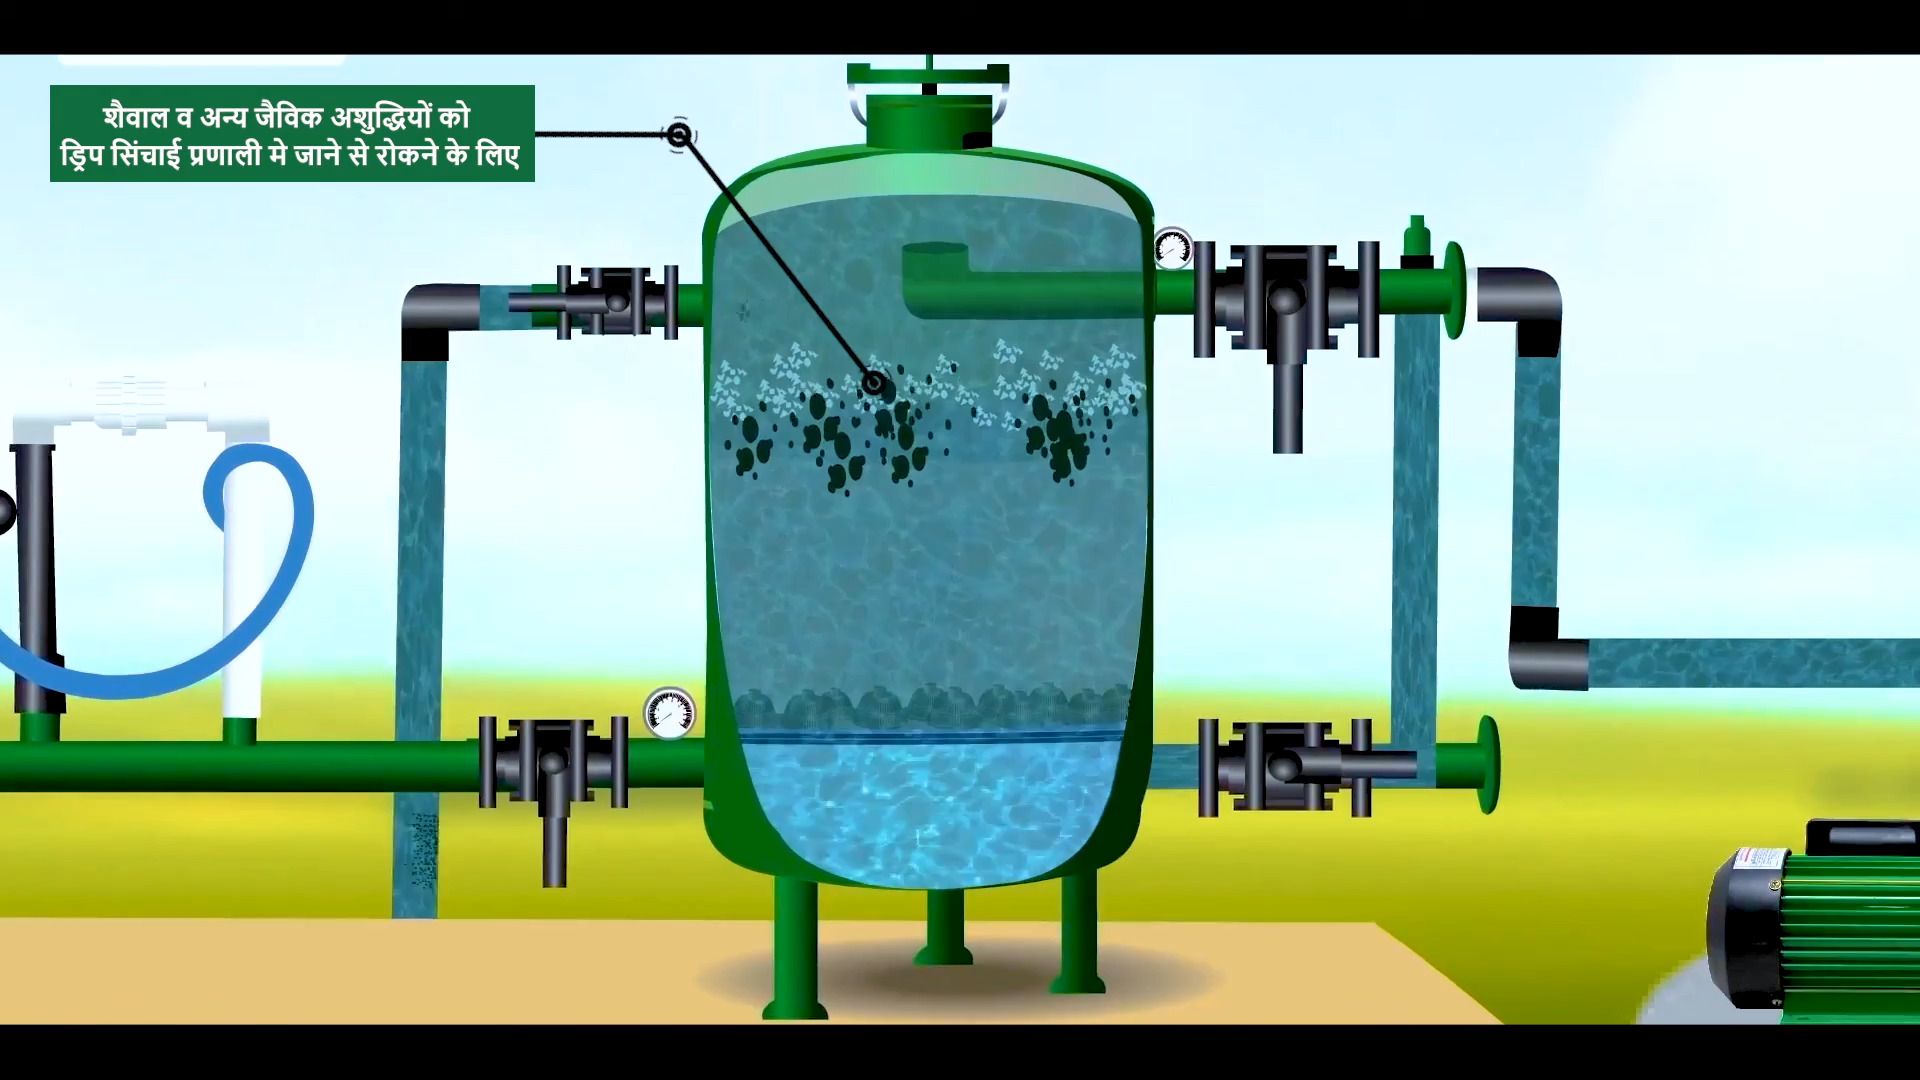 शैवाल व अन्य जैविक अशुद्धियों को
ड्रिप सिंचाई प्रणाली मे जाने से रोकने के लिए